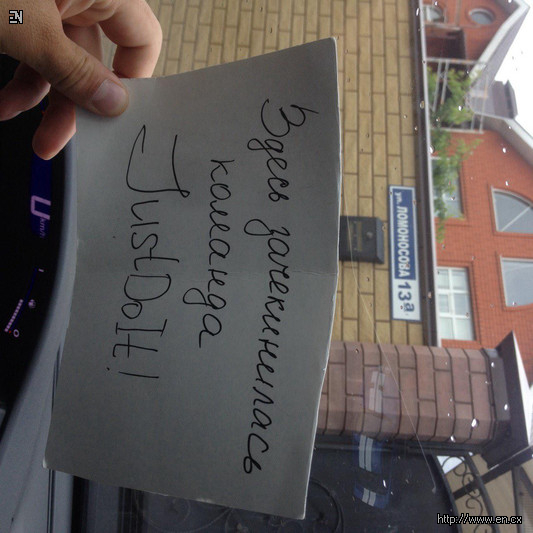 Здесь зачекинилась
команда
JustDoIt!
ул. ЛОМОНОСОВА 13а
EN
http://www.en.cx